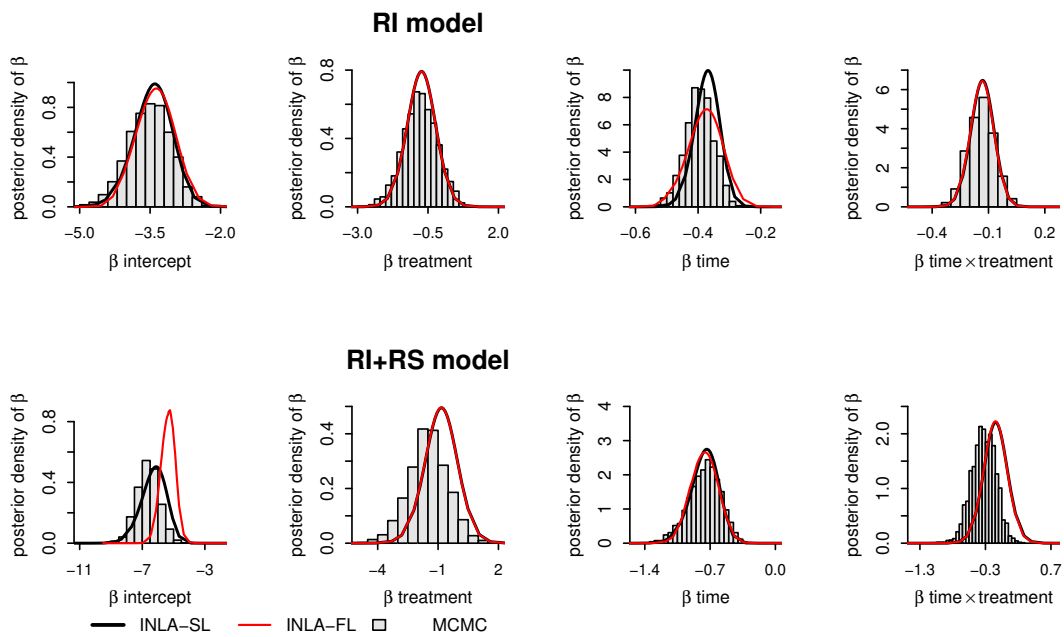 RI model
posterior density of β
0.0 0.4 0.8
−5.0 −3.5 −2.0
β intercept
posterior density of β
0.0 0.4 0.8
−3.0 −0.5 2.0
β treatment
posterior density of β
0 2 4 6 8
−0.6 −0.4 −0.2
β time
posterior density of β
0 2 4 6
−0.4 −0.1 0.2
β time×treatment
RI+RS model
posterior density of β
0.0 0.4 0.8
−11 −7 −3
β intercept
posterior density of β
0.0 0.2 0.4
−4 −1 2
β treatment
posterior density of β
0 1 2 3 4
−1.4 −0.7 0.0
β time
posterior density of β
0.0 1.0 2.0
−1.3 −0.3 0.7
β time×treatment
INLA−SL INLA−FL MCMC